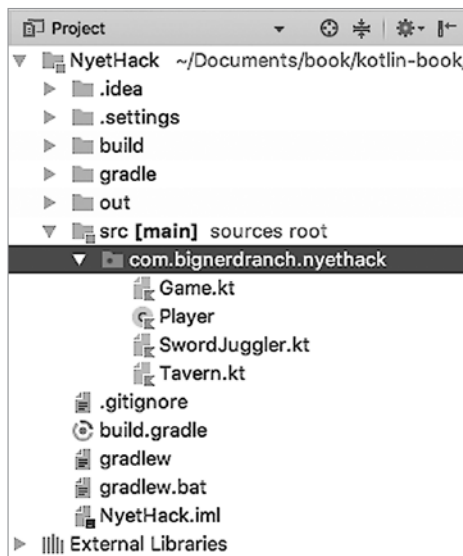 Project
NyetHack ~/Documents/book/kotlin-book/
.idea
.settings
build
gradle
out
src [main] sources root
com.bignerdranch.nyethack
Game.kt
Player
SwordJuggler.kt
Tavern.kt
.gitignore
build.gradle
gradlew
gradlew.bat
NyetHack.iml
External Libraries